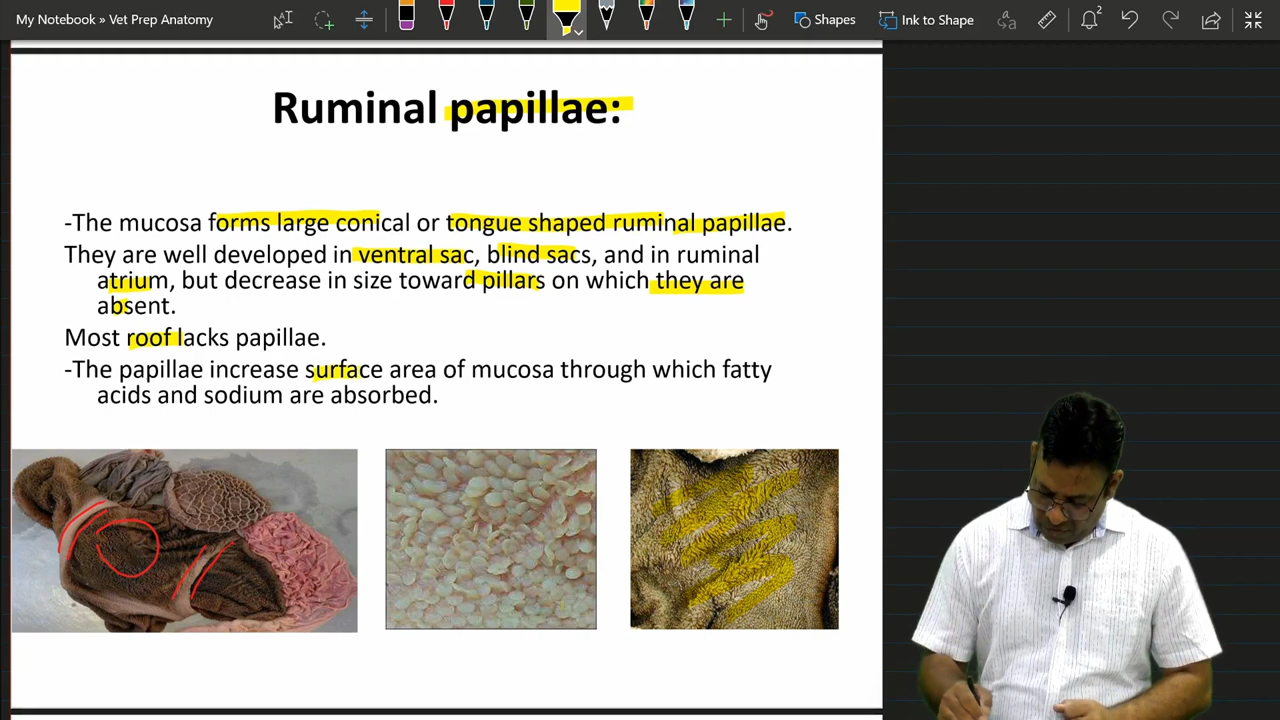 My Notebook » Vet Prep Anatomy
Shapes
Ink to Shape
2
Ruminal papillae:
-The mucosa forms large conical or tongue shaped ruminal papillae.
They are well developed in ventral sac, blind sacs, and in ruminal
atrium, but decrease in size toward pillars on which they are
absent.
Most roof lacks papillae.
-The papillae increase surface area of mucosa through which fatty
acids and sodium are absorbed.